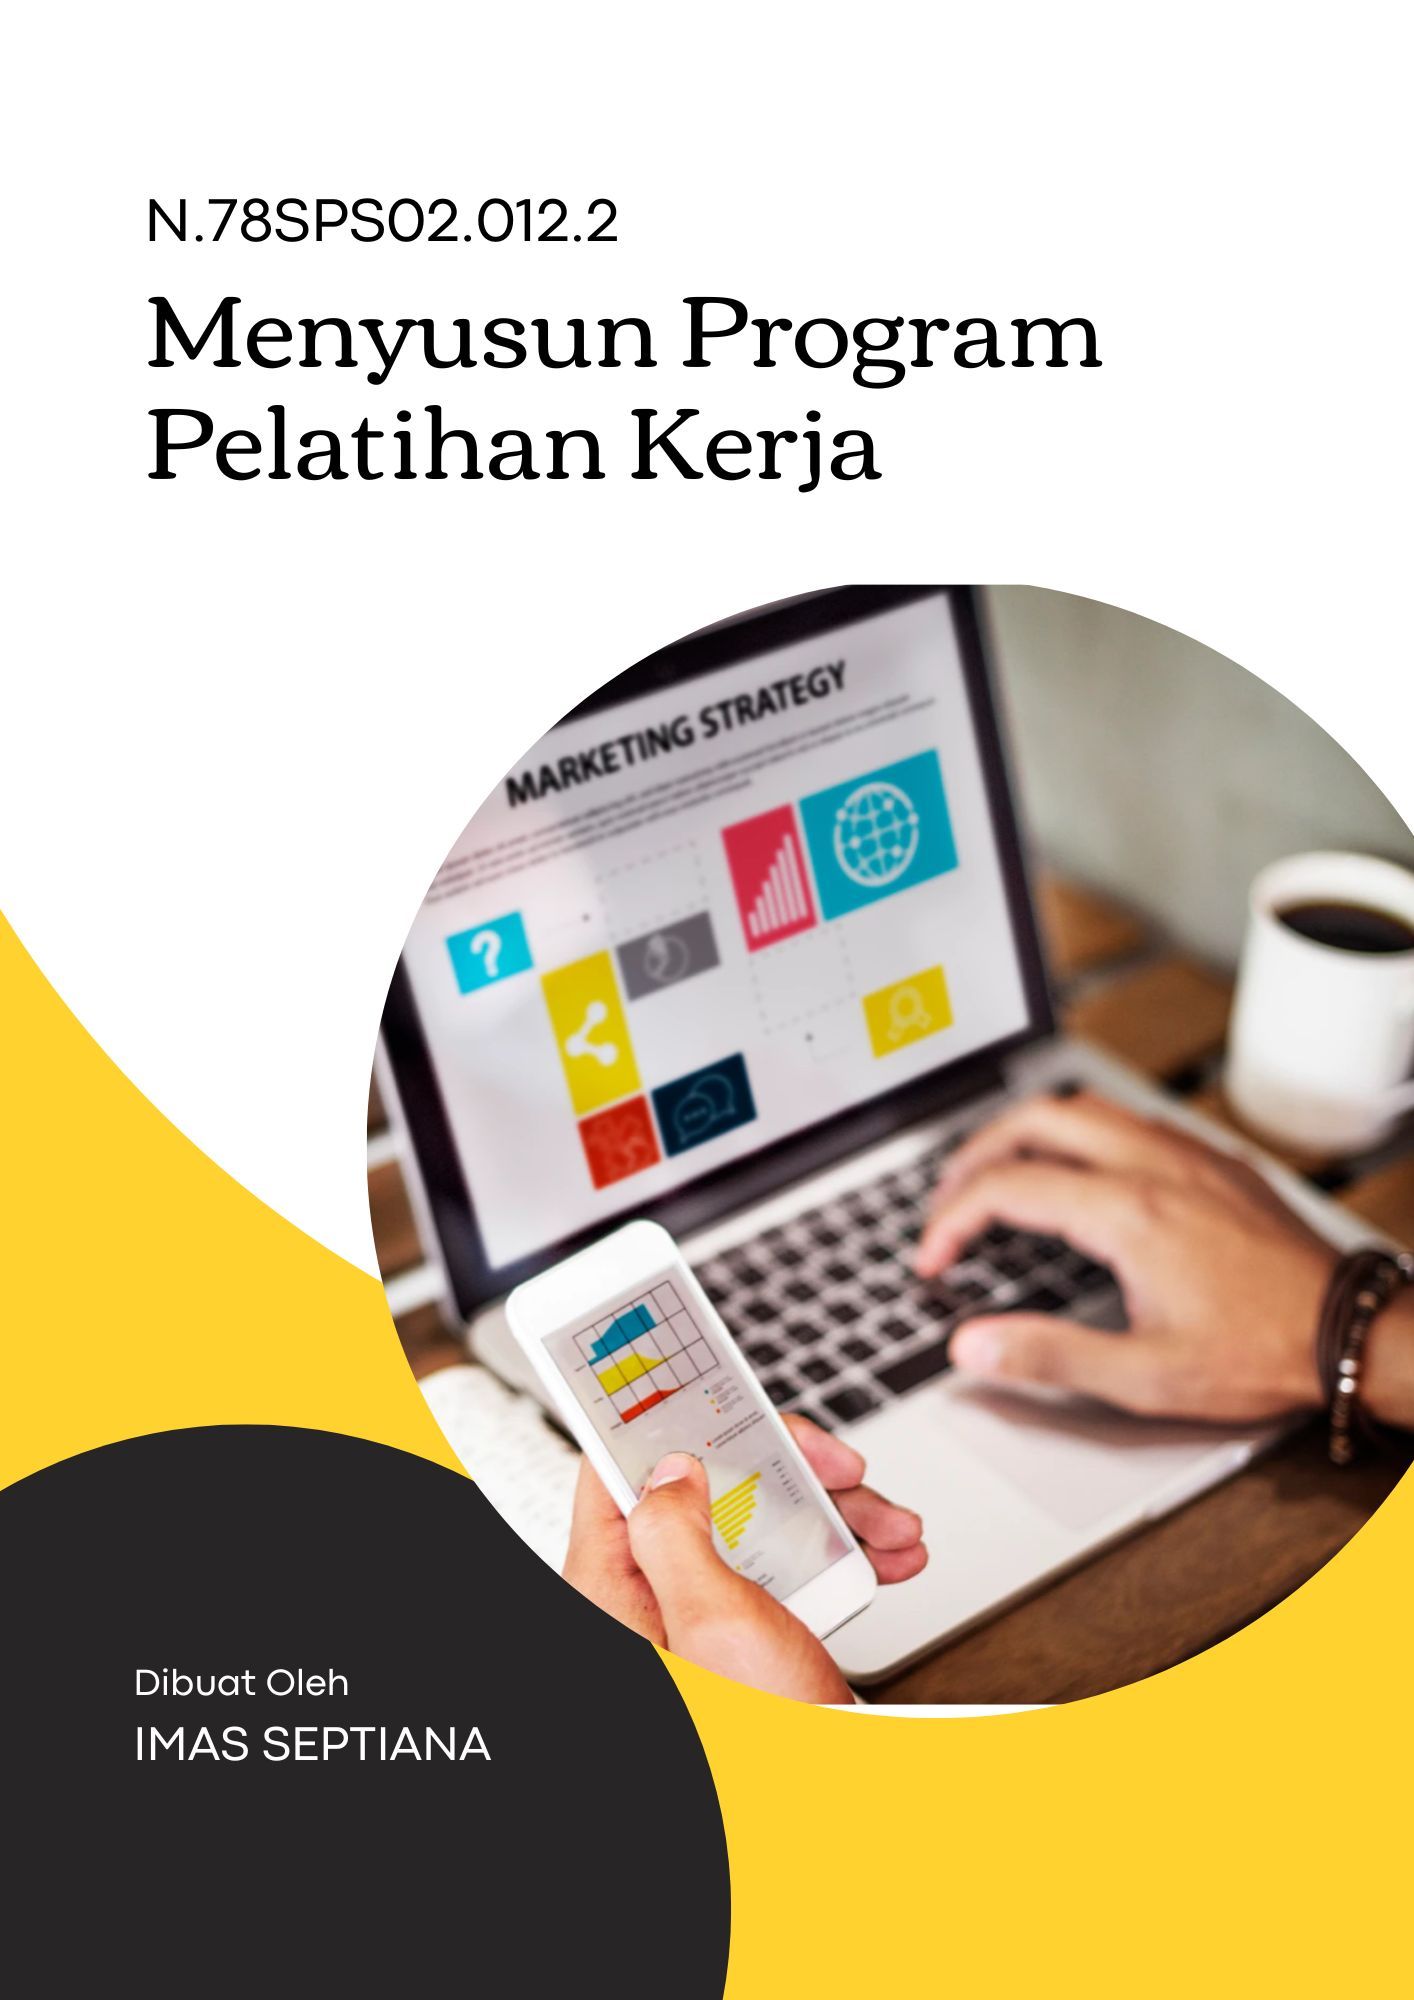 N.78SPS02.012.2
Menyusun Program
Pelatihan Kerja
MARKETING STRATEGY
?
Dibuat Oleh
IMAS SEPTIANA